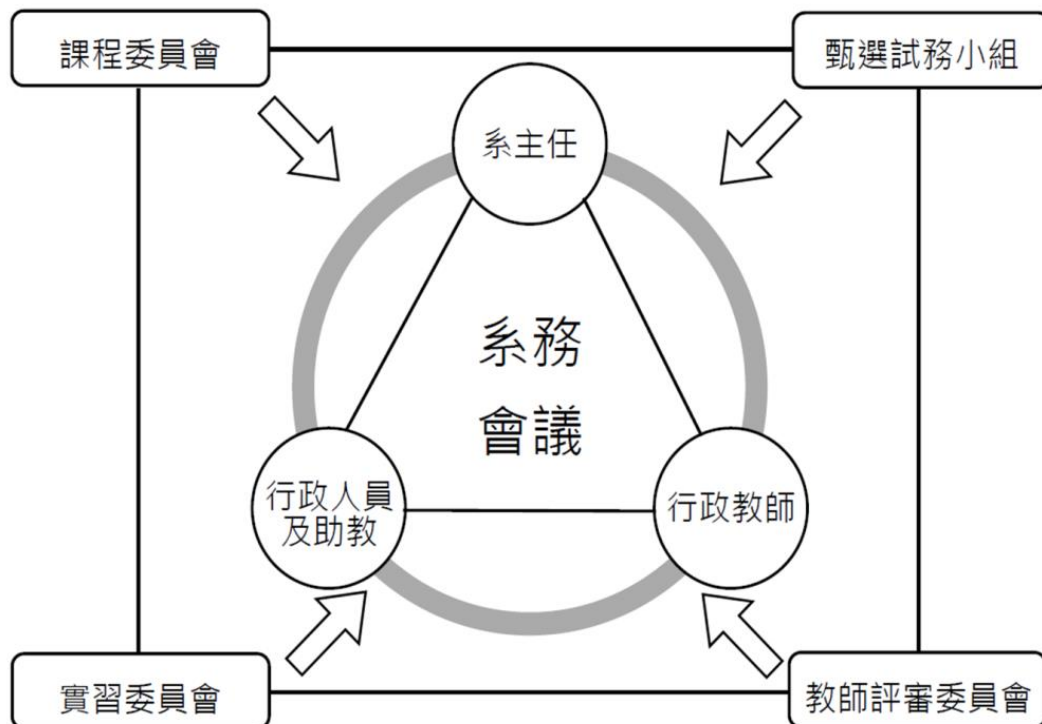 課程委員會
甄選試務小組
系主任
系務
會議
行政人員
及助教
行政教師
實習委員會
教師評審委員會